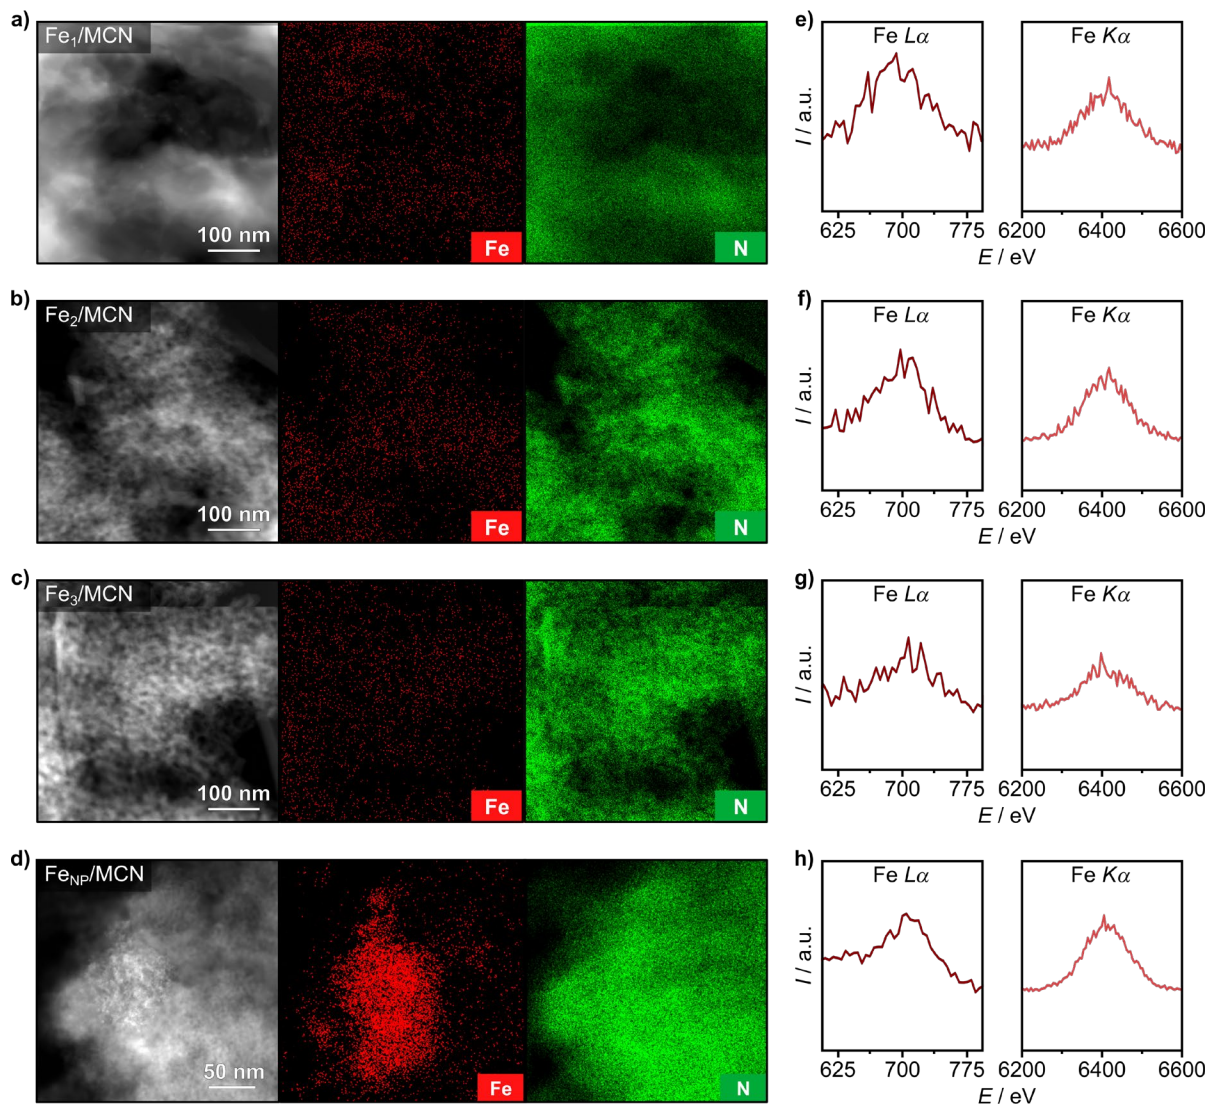 a) Fe₁/MCN
100 nm
Fe
N
e) Fe Lα
I / a.u.
625 700 775
Fe Kα
6200 6400 6600
E / eV
b) Fe₂/MCN
100 nm
Fe
N
f) Fe Lα
I / a.u.
625 700 775
Fe Kα
6200 6400 6600
E / eV
c) Fe₃/MCN
100 nm
Fe
N
g) Fe Lα
I / a.u.
625 700 775
Fe Kα
6200 6400 6600
E / eV
d) Fe_NP/MCN
50 nm
Fe
N
h) Fe Lα
I / a.u.
625 700 775
Fe Kα
6200 6400 6600
E / eV